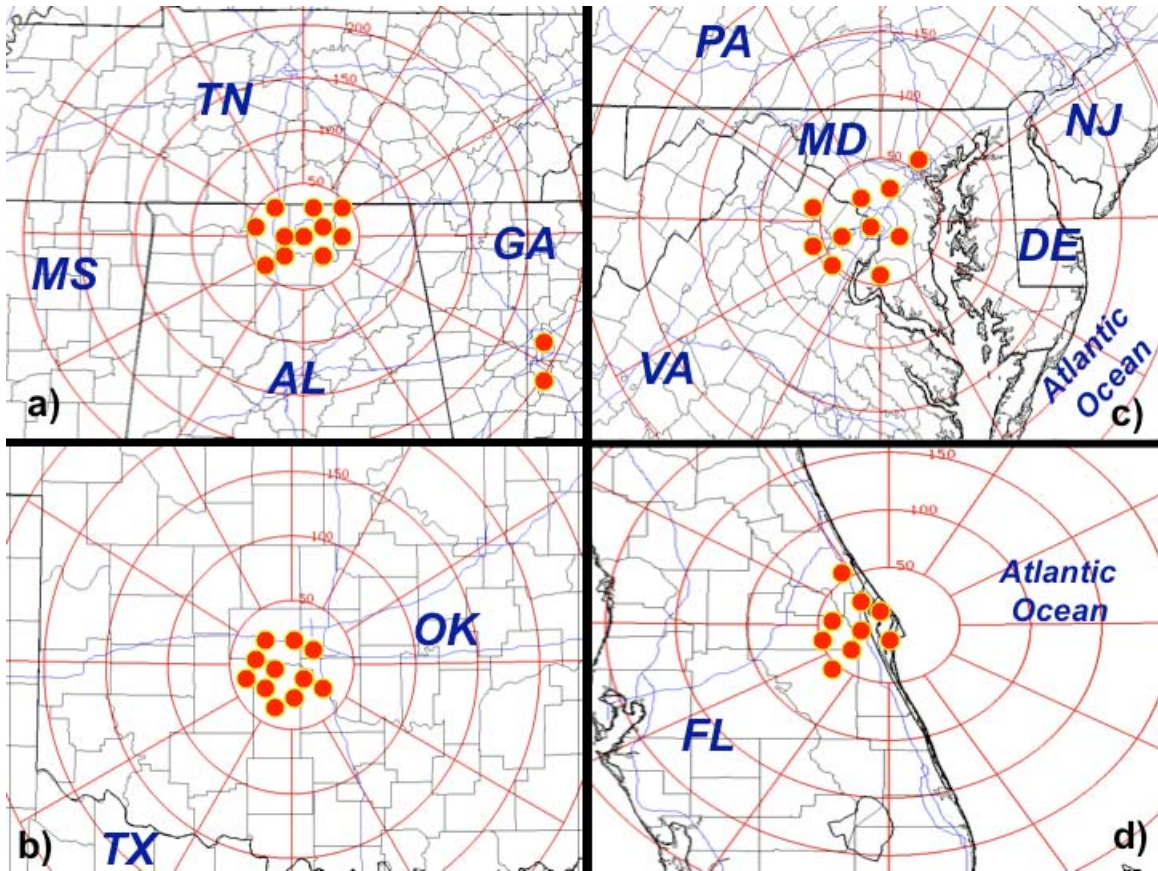 200
150
TN
100
50
GA
MS
AL
a)
PA
150
100
NJ
MD
50
DE
VA
Atlantic
Ocean
c)
150
100
50
OK
TX
b)
150
100
50
Atlantic
Ocean
FL
d)